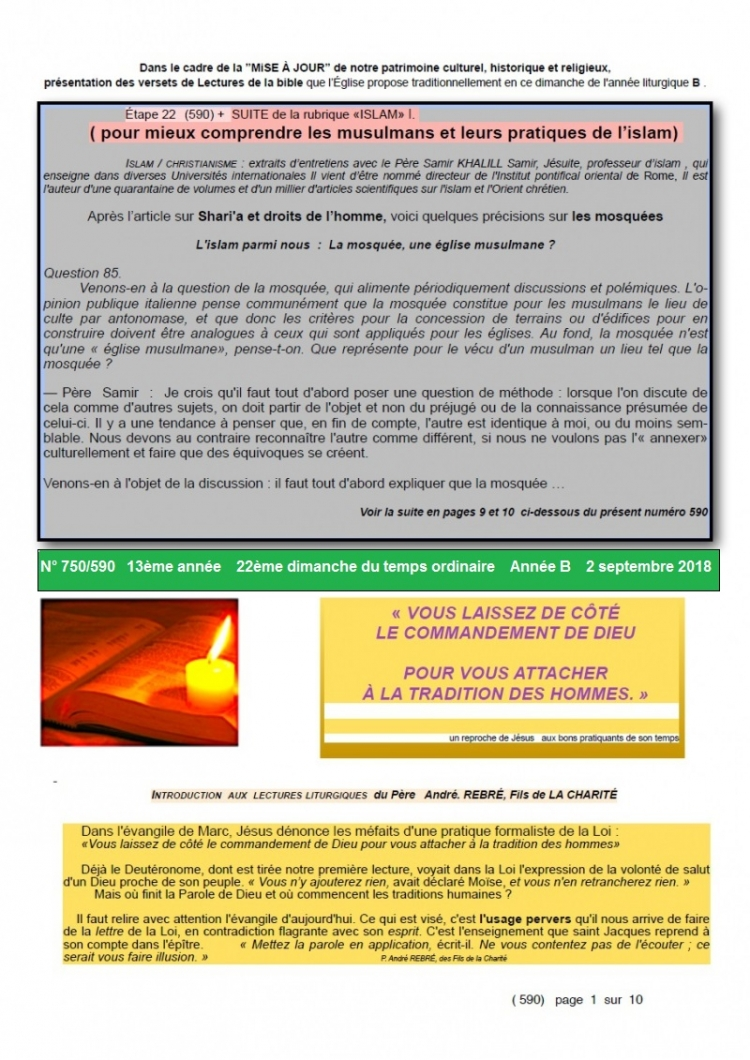 Dans le cadre de la "MiSE À JOUR" de notre patrimoine culturel, historique et religieux,
présentation des versets de Lectures de la bible que l'Église propose traditionnellement en ce dimanche de l'année liturgique B .
Étape 22 (590) + SUITE de la rubrique «ISLAM» I.
( pour mieux comprendre les musulmans et leurs pratiques de l'islam)
ISLAM / CHRISTIANISME : extraits d'entretiens avec le Père Samir KHALILL Samir, Jésuite, professeur d'islam , qui
enseigne dans diverses Universités internationales Il vient d'être nommé directeur de l'Institut pontifical oriental de Rome, Il est
l'auteur d'une quarantaine de volumes et d'un millier d'articles scientifiques sur l'islam et l'Orient chrétien.
Après l'article sur Shari'a et droits de l'homme, voici quelques précisions sur les mosquées
L'islam parmi nous : La mosquée, une église musulmane ?
Question 85.
Venons-en à la question de la mosquée, qui alimente périodiquement discussions et polémiques. L'o-
pinion publique italienne pense communément que la mosquée constitue pour les musulmans le lieu de
culte par antonomase, et que donc les critères pour la concession de terrains ou d'édifices pour en
construire doivent être analogues à ceux qui sont appliqués pour les églises. Au fond, la mosquée n'est
qu'une « église musulmane», pense-t-on. Que représente pour le vécu d'un musulman un lieu tel que la
mosquée ?
— Père Samir : Je crois qu'il faut tout d'abord poser une question de méthode : lorsque l'on discute de
cela comme d'autres sujets, on doit partir de l'objet et non du préjugé ou de la connaissance présumée de
celui-ci. Il y a une tendance à penser que, en fin de compte, l'autre est identique à moi, ou du moins sem-
blable. Nous devons au contraire reconnaître l'autre comme différent, si nous ne voulons pas l'« annexer»
culturellement et faire que des équivoques se créent.
Venons-en à l'objet de la discussion : il faut tout d'abord expliquer que la mosquée …
Voir la suite en pages 9 et 10 ci-dessous du présent numéro 590
N° 750/590 13ème année 22ème dimanche du temps ordinaire Année B 2 septembre 2018
« VOUS LAISSEZ DE CÔTÉ
LE COMMANDEMENT DE DIEU
POUR VOUS ATTACHER
À LA TRADITION DES HOMMES. »
un reproche de Jésus aux bons pratiquants de son temps
-
INTRODUCTION AUX LECTURES LITURGIQUES du Père André. REBRÉ, Fils de LA CHARITÉ
Dans l'évangile de Marc, Jésus dénonce les méfaits d'une pratique formaliste de la Loi :
«Vous laissez de côté le commandement de Dieu pour vous attacher à la tradition des hommes»
Déjà le Deutéronome, dont est tirée notre première lecture, voyait dans la Loi l'expression de la volonté de salut
d'un Dieu proche de son peuple. « Vous n'y ajouterez rien, avait déclaré Moïse, et vous n'en retrancherez rien. »
Mais où finit la Parole de Dieu et où commencent les traditions humaines ?
Il faut relire avec attention l'évangile d'aujourd'hui. Ce qui est visé, c'est l'usage pervers qu'il nous arrive de faire
de la lettre de la Loi, en contradiction flagrante avec son esprit. C'est l'enseignement que saint Jacques reprend à
son compte dans l'épître. « Mettez la parole en application, écrit-il. Ne vous contentez pas de l'écouter ; ce
serait vous faire illusion. » P. André REBRÉ, des Fils de la Charité
( 590) page 1 sur 10